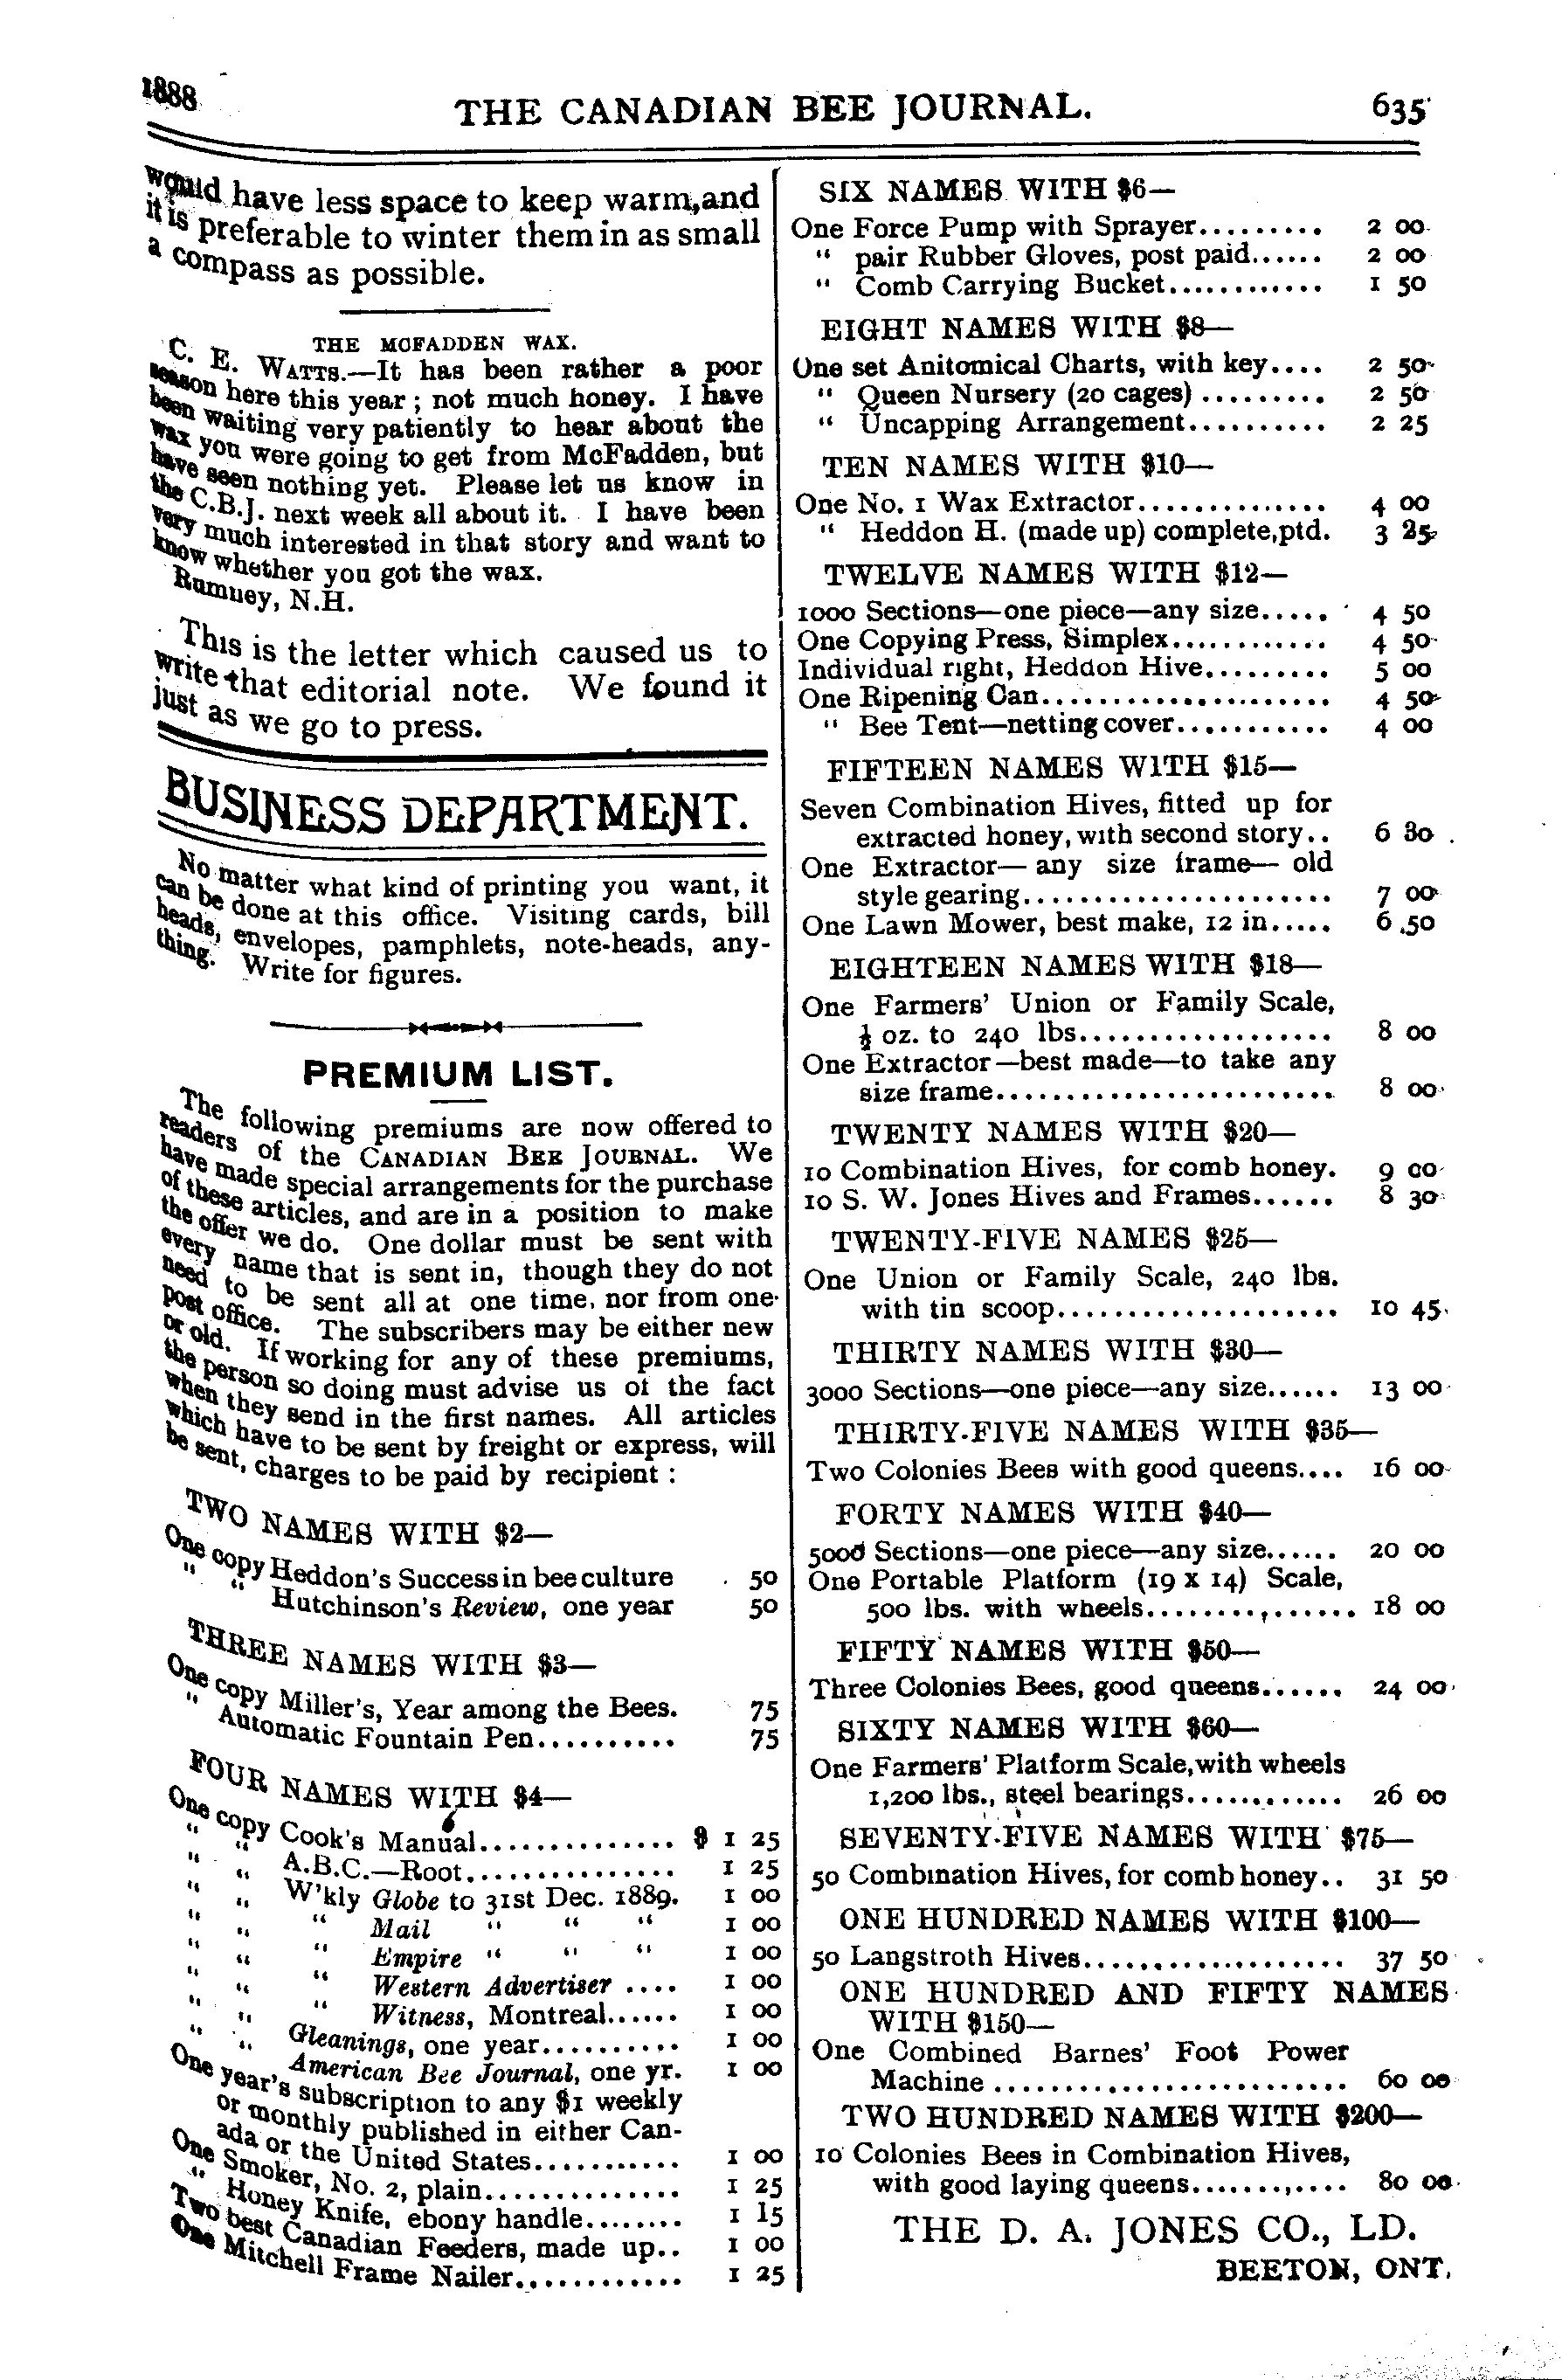 1888
THE CANADIAN BEE JOURNAL.
635
would have less space to keep warm, and
it is preferable to winter them in as small
a compass as possible.
THE MCFADDEN WAX.
C. E. WATTS.—It has been rather a poor
season here this year ; not much honey. I have
been waiting very patiently to hear about the
wax you were going to get from McFadden, but
have seen nothing yet. Please let us know in
the C.B.J. next week all about it. I have been
very much interested in that story and want to
know whether you got the wax.
Rumney, N.H.
This is the letter which caused us to
write that editorial note. We found it
just as we go to press.
BUSINESS DEPARTMENT.
No matter what kind of printing you want, it
can be done at this office. Visiting cards, bill
heads, envelopes, pamphlets, note-heads, any-
thing. Write for figures.
PREMIUM LIST.
The following premiums are now offered to
readers of the CANADIAN BEE JOURNAL. We
have made special arrangements for the purchase
of these articles, and are in a position to make
the offer we do. One dollar must be sent with
every name that is sent in, though they do not
need to be sent all at one time, nor from one
post office. The subscribers may be either new
or old. If working for any of these premiums,
the person so doing must advise us of the fact
when they send in the first names. All articles
which have to be sent by freight or express, will
be sent, charges to be paid by recipient :
TWO NAMES WITH $2—
One copy Heddon's Success in bee culture 50
" " Hutchinson's Review, one year 50
THREE NAMES WITH $3—
One copy Miller's, Year among the Bees. 75
" Automatic Fountain Pen.......... 75
FOUR NAMES WITH $4—
One copy Cook's Manual.............. $ 1 25
" " A.B.C.—Root............... 1 25
" " W'kly Globe to 31st Dec. 1889. 1 00
" " " Mail " " " 1 00
" " " Empire " " " 1 00
" " " Western Advertiser .... 1 00
" " " Witness, Montreal...... 1 00
" " Gleanings, one year.......... 1 00
" " American Bee Journal, one yr. 1 00
One year's subscription to any $1 weekly
or monthly published in either Can-
ada or the United States........... 1 00
One Smoker, No. 2, plain.............. 1 25
" Honey Knife, ebony handle........ 1 15
Two best Canadian Feeders, made up.. 1 00
One Mitchell Frame Nailer............ 1 25
SIX NAMES WITH $6—
One Force Pump with Sprayer......... 2 00
" pair Rubber Gloves, post paid...... 2 00
" Comb Carrying Bucket............ 1 50
EIGHT NAMES WITH $8—
One set Anitomical Charts, with key.... 2 50
" Queen Nursery (20 cages) ......... 2 50
" Uncapping Arrangement.......... 2 25
TEN NAMES WITH $10—
One No. 1 Wax Extractor.............. 4 00
" Heddon H. (made up) complete,ptd. 3 25
TWELVE NAMES WITH $12—
1000 Sections—one piece—any size..... 4 50
One Copying Press, Simplex............ 4 50
Individual right, Heddon Hive......... 5 00
One Ripening Can..................... 4 50
" Bee Tent—netting cover........... 4 00
FIFTEEN NAMES WITH $15—
Seven Combination Hives, fitted up for
extracted honey, with second story.. 6 80
One Extractor— any size frame— old
style gearing...................... 7 00
One Lawn Mower, best make, 12 in..... 6.50
EIGHTEEN NAMES WITH $18—
One Farmers' Union or Family Scale,
½ oz. to 240 lbs.................. 8 00
One Extractor—best made—to take any
size frame........................ 8 00
TWENTY NAMES WITH $20—
10 Combination Hives, for comb honey. 9 00
10 S. W. Jones Hives and Frames...... 8 30
TWENTY-FIVE NAMES $25—
One Union or Family Scale, 240 lbs.
with tin scoop.................... 10 45
THIRTY NAMES WITH $30—
3000 Sections—one piece—any size...... 13 00
THIRTY-FIVE NAMES WITH $35—
Two Colonies Bees with good queens.... 16 00
FORTY NAMES WITH $40—
5000 Sections—one piece—any size...... 20 00
One Portable Platform (19 x 14) Scale,
500 lbs. with wheels............... 18 00
FIFTY NAMES WITH $50—
Three Colonies Bees, good queens...... 24 00
SIXTY NAMES WITH $60—
One Farmers' Platform Scale, with wheels
1,200 lbs., steel bearings........... 26 00
SEVENTY-FIVE NAMES WITH $75—
50 Combination Hives, for comb honey.. 31 50
ONE HUNDRED NAMES WITH $100—
50 Langstroth Hives................... 37 50
ONE HUNDRED AND FIFTY NAMES
WITH $150—
One Combined Barnes' Foot Power
Machine ......................... 60 00
TWO HUNDRED NAMES WITH $200—
10 Colonies Bees in Combination Hives,
with good laying queens........... 80 00
THE D. A. JONES CO., LD.
BEETON, ONT.